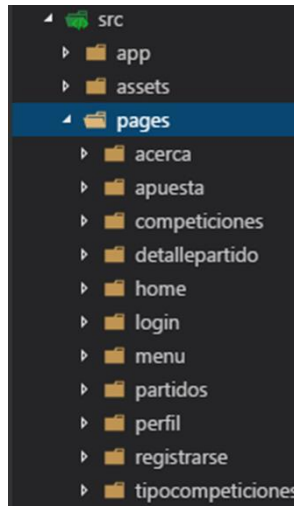 src
app
assets
pages
acerca
apuesta
competiciones
detallepartido
home
login
menu
partidos
perfil
registrarse
tipocompeticiones